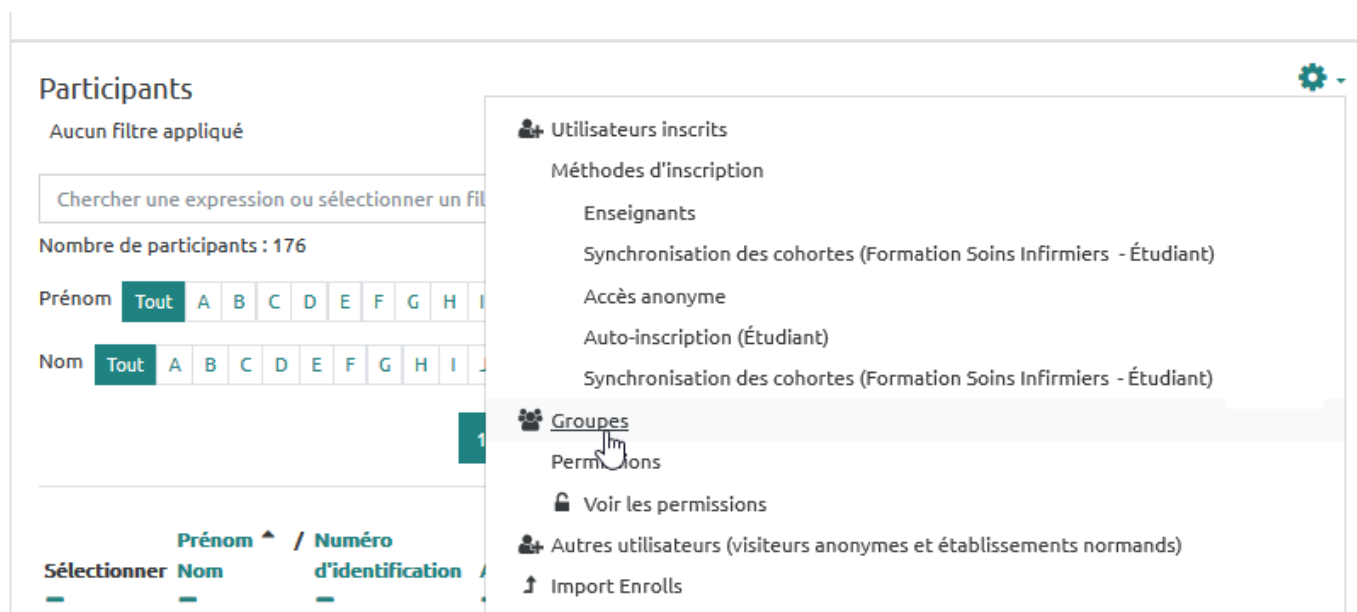 Participants
Aucun filtre appliqué
Chercher une expression ou sélectionner un fil
Nombre de participants : 176
Prénom Tout A B C D E F G H I
Nom Tout A B C D E F G H I J
1
Sélectionner Prénom / Nom Numéro d'identification
Utilisateurs inscrits
Méthodes d'inscription
Enseignants
Synchronisation des cohortes (Formation Soins Infirmiers - Étudiant)
Accès anonyme
Auto-inscription (Étudiant)
Synchronisation des cohortes (Formation Soins Infirmiers - Étudiant)
Groupes
Permissions
Voir les permissions
Autres utilisateurs (visiteurs anonymes et établissements normands)
Import Enrolls